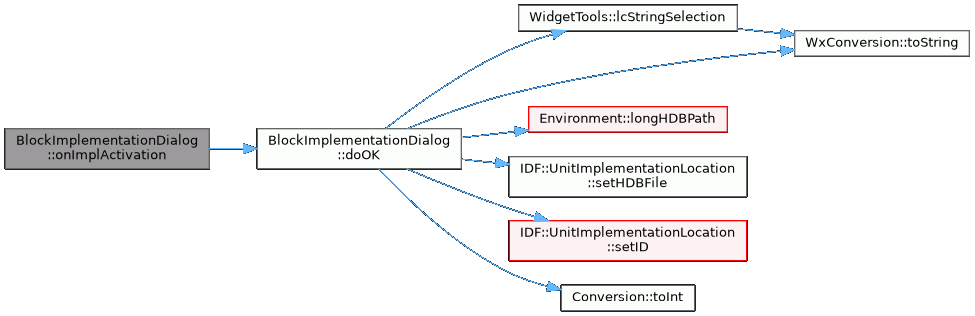 WidgetTools::lcStringSelection
WxConversion::toString
Environment::longHDBPath
BlockImplementationDialog
::onImplActivation
BlockImplementationDialog
::doOK
IDF::UnitImplementationLocation
::setHDBFile
IDF::UnitImplementationLocation
::setID
Conversion::toInt